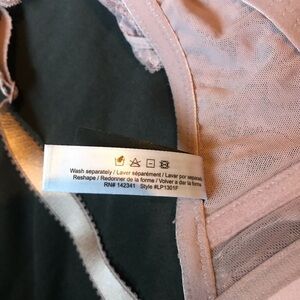 Wash separately / Laver séparément / Lavar por separado
Reshape / Redonner de la forme / Volver a dar la forma
RN# 142341 Style #LP1301F